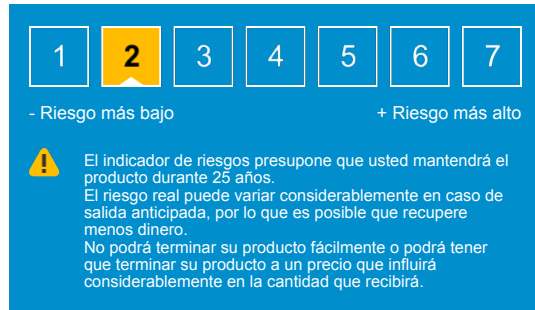 1 2 3 4 5 6 7
- Riesgo más bajo + Riesgo más alto
El indicador de riesgos presupone que usted mantendrá el
producto durante 25 años.
El riesgo real puede variar considerablemente en caso de
salida anticipada, por lo que es posible que recupere
menos dinero.
No podrá terminar su producto fácilmente o podrá tener
que terminar su producto a un precio que influirá
considerablemente en la cantidad que recibirá.